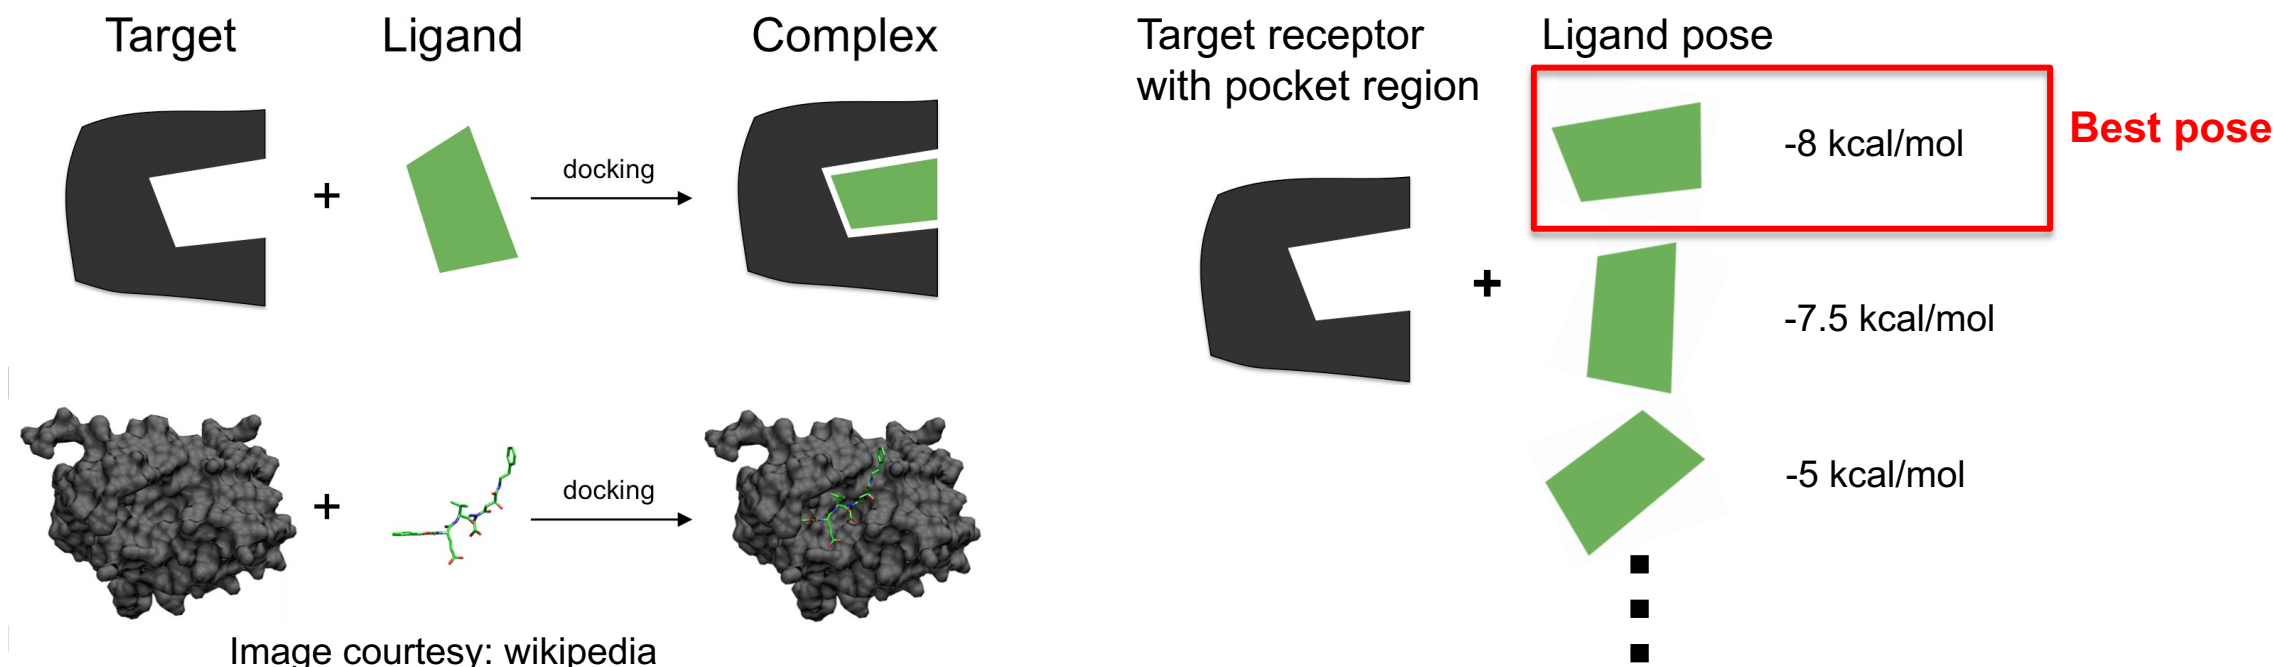 Target
Ligand
Complex
+
docking
+
docking
Image courtesy: wikipedia
Target receptor
with pocket region
Ligand pose
+
-8 kcal/mol
Best pose
-7.5 kcal/mol
-5 kcal/mol